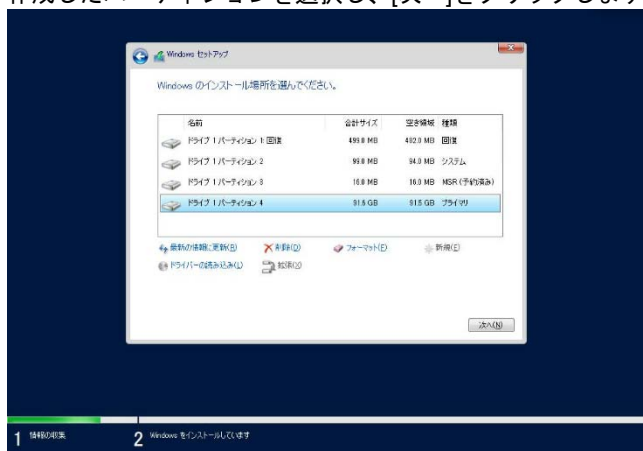 作成したパーティションを選択し、[次へ]をクリックします
Windows セットアップ
Windows のインストール場所を選んでください。
名前 合計サイズ 空き領域 種類
ドライブ 1 パーティション 1: 回復 499.0 MB 482.0 MB 回復
ドライブ 1 パーティション 2 99.0 MB 94.0 MB システム
ドライブ 1 パーティション 3 16.0 MB 16.0 MB MSR (予約済み)
ドライブ 1 パーティション 4 91.6 GB 91.5 GB プライマリ
最新の情報に更新(R) 削除(D) フォーマット(F) 新規(E)
ドライバーの読み込み(L) 拡張(X)
次へ(N)
1 情報の収集 2 Windows をインストールしています